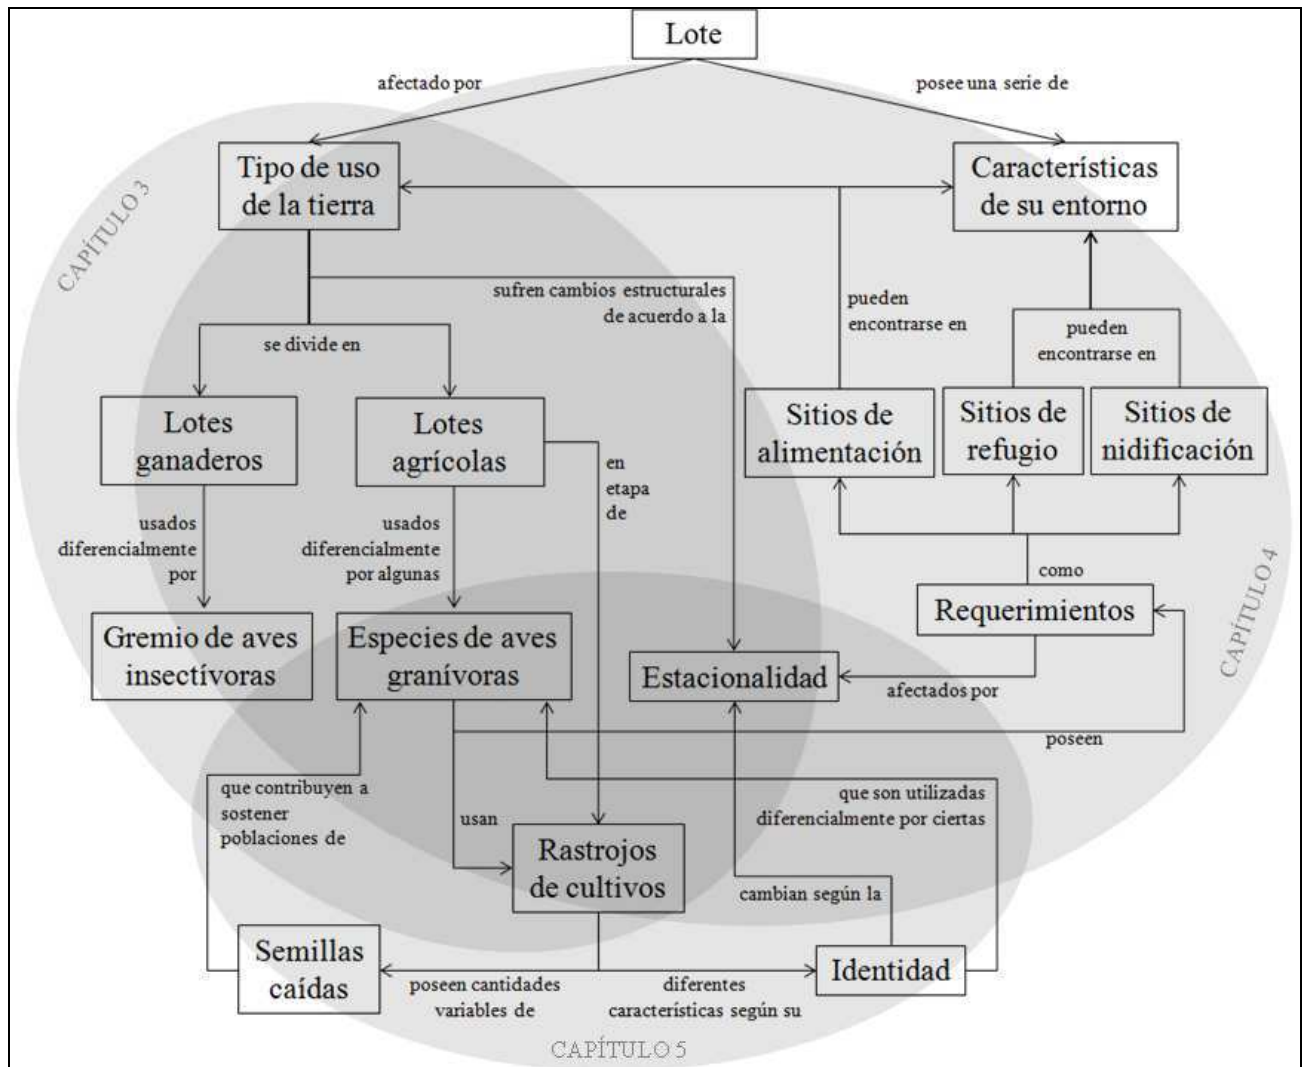 Lote
afectado por
posee una serie de
Tipo de uso
de la tierra
Características
de su entorno
CAPÍTULO 3
sufren cambios estructurales
de acuerdo a la
pueden
encontrarse en
pueden
encontrarse en
se divide en
Lotes
ganaderos
Lotes
agrícolas
Sitios de
alimentación
Sitios de
refugio
Sitios de
nidificación
en
etapa
de
usados
diferencialmente
por
usados
diferencialmente
por algunas
como
CAPÍTULO 4
Gremio de aves
insectívoras
Especies de aves
granívoras
Requerimientos
Estacionalidad
afectados por
poseen
que contribuyen a
sostener
poblaciones de
usan
que son utilizadas
diferencialmente por ciertas
Rastrojos
de cultivos
cambian según la
Semillas
caídas
poseen cantidades
variables de
diferentes
características según su
Identidad
CAPÍTULO 5